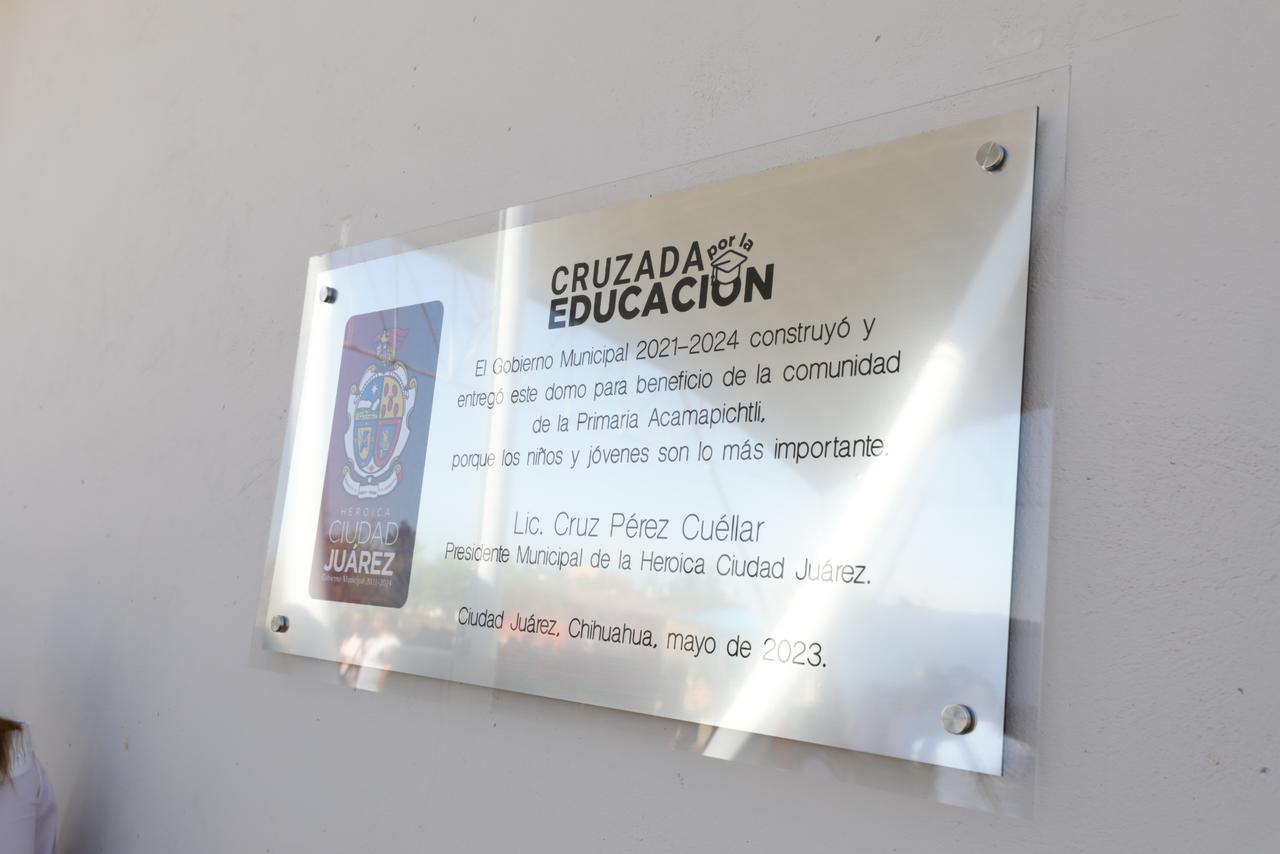 CRUZADA por la
EDUCACIÓN
El Gobierno Municipal 2021-2024 construyó y
entregó este domo para beneficio de la comunidad
de la Primaria Acamapichtli,
porque los niños y jóvenes son lo más importante.
Lic. Cruz Pérez Cuéllar
Presidente Municipal de la Heroica Ciudad Juárez.
Ciudad Juárez, Chihuahua, mayo de 2023.
HEROICA
CIUDAD
JUÁREZ
Gobierno Municipal 2021-2024